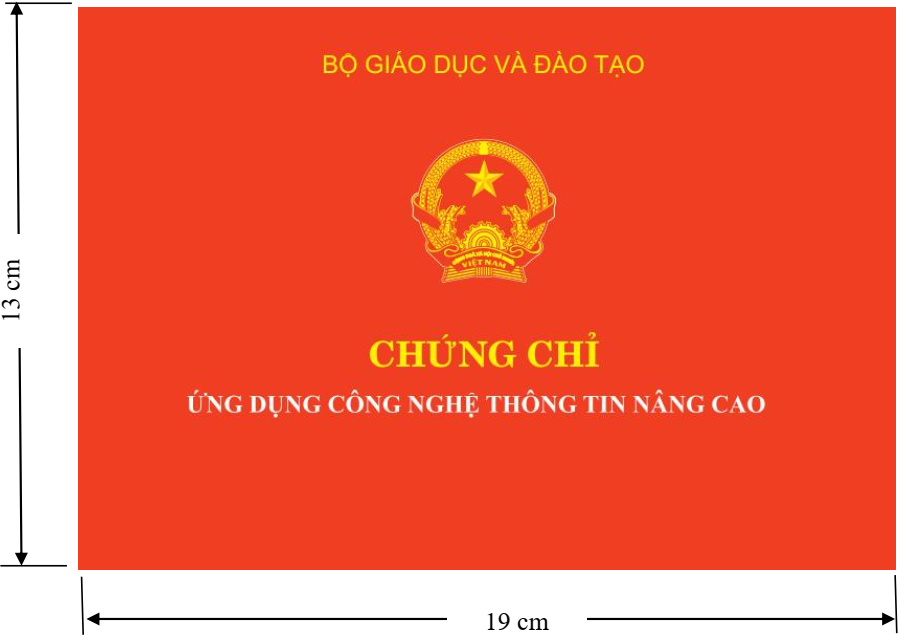 BỘ GIÁO DỤC VÀ ĐÀO TẠO
VIỆT NAM
CHỨNG CHỈ
ỨNG DỤNG CÔNG NGHỆ THÔNG TIN NÂNG CAO
13 cm
19 cm